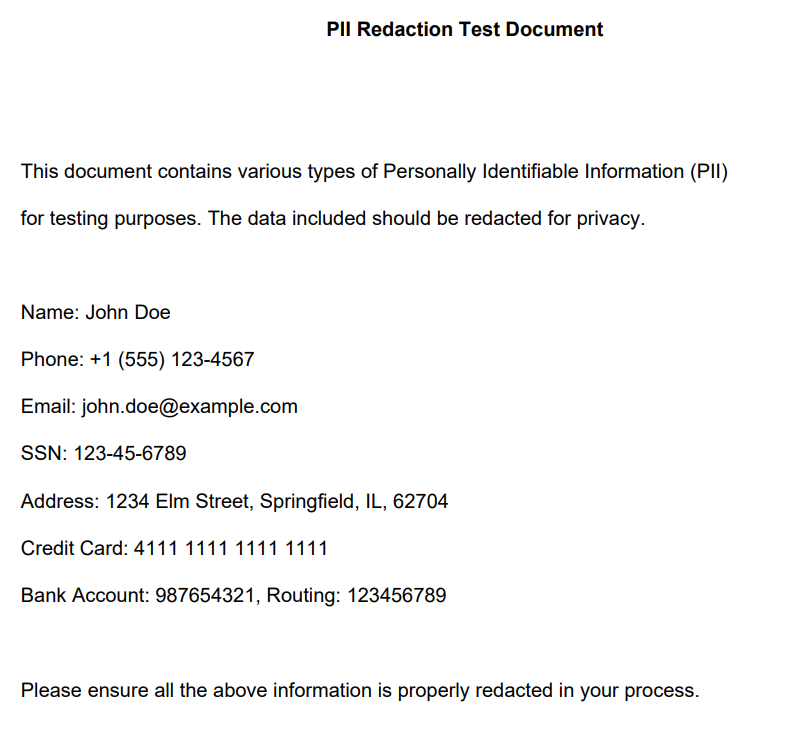 PII Redaction Test Document
This document contains various types of Personally Identifiable Information (PII)
for testing purposes. The data included should be redacted for privacy.
Name: John Doe
Phone: +1 (555) 123-4567
Email: john.doe@example.com
SSN: 123-45-6789
Address: 1234 Elm Street, Springfield, IL, 62704
Credit Card: 4111 1111 1111 1111
Bank Account: 987654321, Routing: 123456789
Please ensure all the above information is properly redacted in your process.